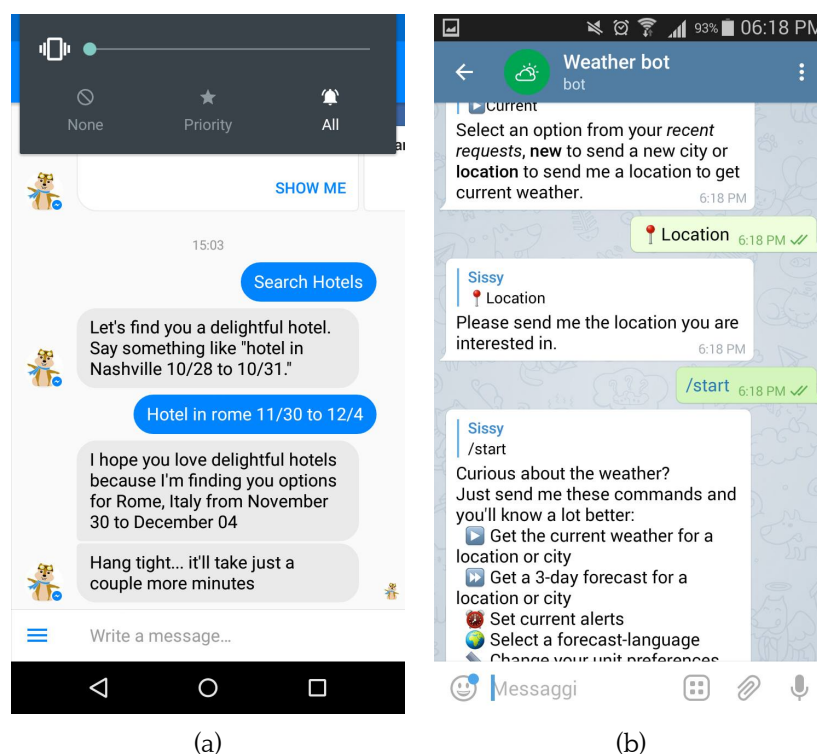 None
Priority
All
SHOW ME
15:03
Search Hotels
Let's find you a delightful hotel.
Say something like "hotel in
Nashville 10/28 to 10/31."
Hotel in rome 11/30 to 12/4
I hope you love delightful hotels
because I'm finding you options
for Rome, Italy from November
30 to December 04
Hang tight... it'll take just a
couple more minutes
Write a message...
(a)
93% 06:18 PM
Weather bot
bot
Current
Select an option from your recent
requests, new to send a new city or
location to send me a location to get
current weather.
6:18 PM
Location 6:18 PM
Sissy
Location
Please send me the location you are
interested in.
6:18 PM
/start 6:18 PM
Sissy
/start
Curious about the weather?
Just send me these commands and
you'll know a lot better:
Get the current weather for a
location or city
Get a 3-day forecast for a
location or city
Set current alerts
Select a forecast-language
Change your unit preferences
Messaggi
(b)